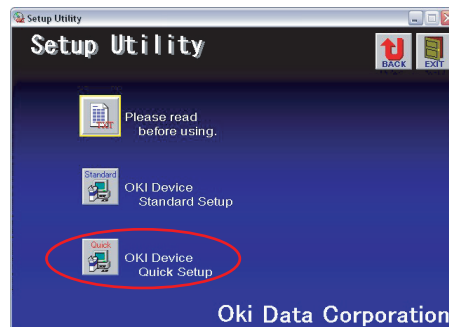 Setup Utility
Setup Utility
BACK
EXIT
TXT
Please read
before using.
Standard
OKI Device
Standard Setup
Quick
OKI Device
Quick Setup
Oki Data Corporation